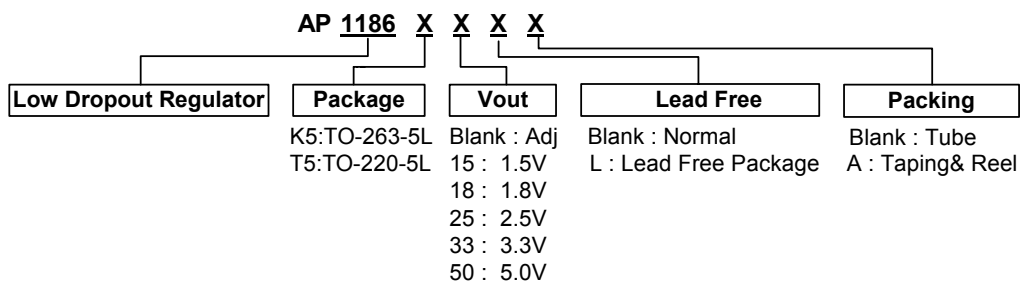 AP 1186 X X X X
Low Dropout Regulator
Package
K5:TO-263-5L
T5:TO-220-5L
Vout
Blank : Adj
15 : 1.5V
18 : 1.8V
25 : 2.5V
33 : 3.3V
50 : 5.0V
Lead Free
Blank : Normal
L : Lead Free Package
Packing
Blank : Tube
A : Taping& Reel